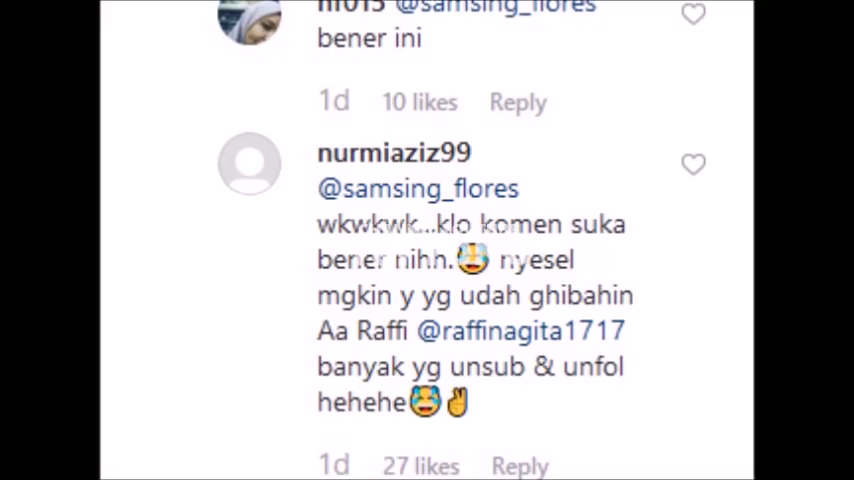 @samsing_flores
bener ini
1d 10 likes Reply
nurmiaziz99
@samsing_flores
wkwkwk...klo komen suka
bener nihh.😂 nyesel
mgkin y yg udah ghibahin
Aa Raffi @raffinagita1717
banyak yg unsub & unfol
hehehe😂✌
1d 27 likes Reply